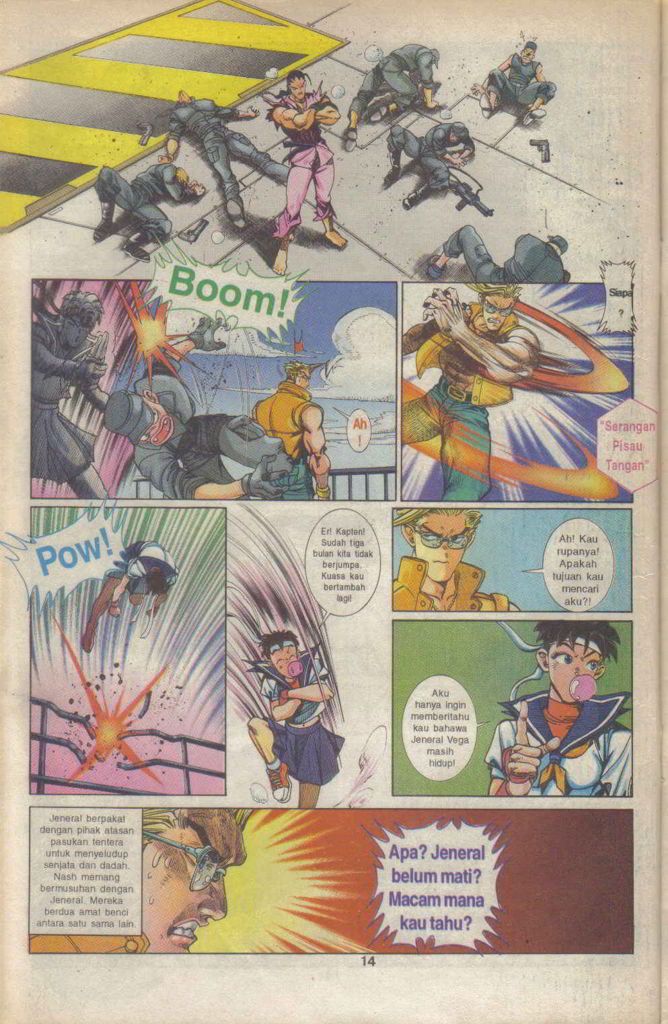 Boom!
Ah
!
Siapa
?
"Serangan
Pisau
Tangan"
Pow!
Er! Kapten!
Sudah tiga
bulan kita tidak
berjumpa.
Kuasa kau
bertambah
lagi!
Ah! Kau
rupanya!
Apakah
tujuan kau
mencari
aku?!
Aku
hanya ingin
memberitahu
kau bahawa
Jeneral Vega
masih
hidup!
Jeneral berpakat
dengan pihak atasan
pasukan tentera
untuk menyeludup
senjata dan dadah.
Nash memang
bermusuhan dengan
Jeneral. Mereka
berdua amat benci
antara satu sama lain.
Apa? Jeneral
belum mati?
Macam mana
kau tahu?
14